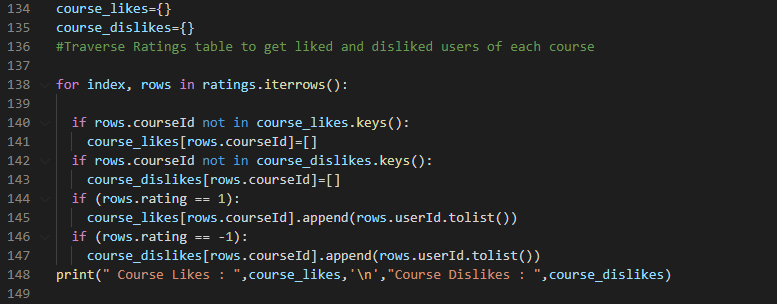 134 course_likes={}
135 course_dislikes={}
136 #Traverse Ratings table to get liked and disliked users of each course
137
138 for index, rows in ratings.iterrows():
139
140 if rows.courseId not in course_likes.keys():
141 course_likes[rows.courseId]=[]
142 if rows.courseId not in course_dislikes.keys():
143 course_dislikes[rows.courseId]=[]
144 if (rows.rating == 1):
145 course_likes[rows.courseId].append(rows.userId.tolist())
146 if (rows.rating == -1):
147 course_dislikes[rows.courseId].append(rows.userId.tolist())
148 print(" Course Likes : ",course_likes,'\n',"Course Dislikes : ",course_dislikes)
149